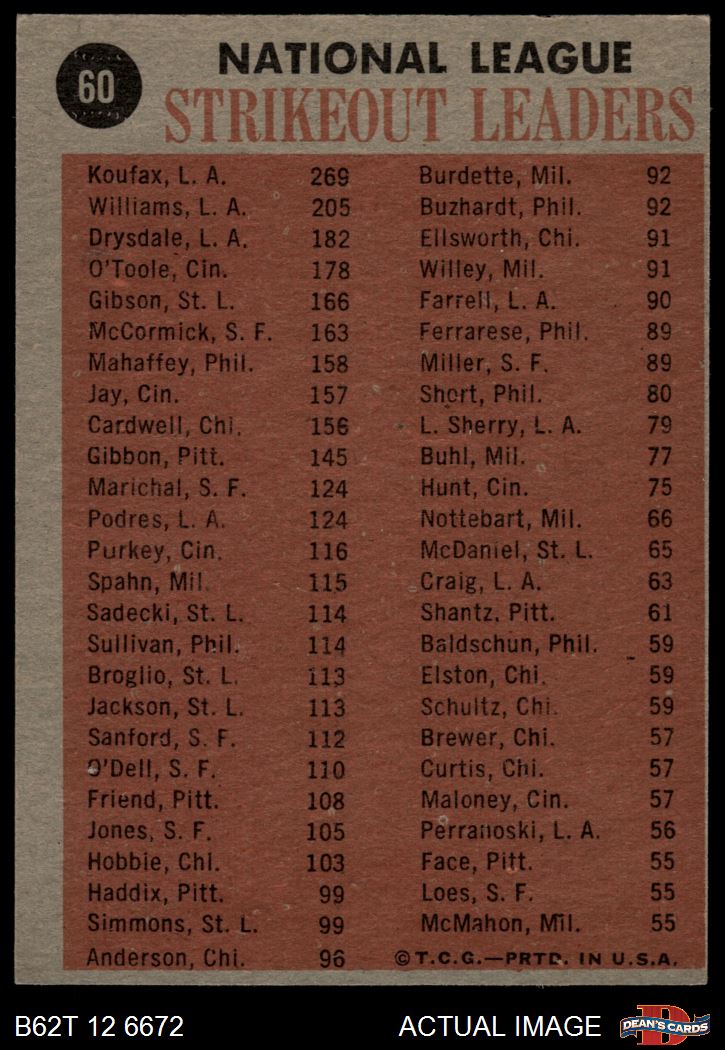 60
NATIONAL LEAGUE
STRIKEOUT LEADERS
Koufax, L. A. 269
Williams, L. A. 205
Drysdale, L. A. 182
O'Toole, Cin. 178
Gibson, St. L. 166
McCormick, S. F. 163
Mahaffey, Phil. 158
Jay, Cin. 157
Cardwell, Chi. 156
Gibbon, Pitt. 145
Marichal, S. F. 124
Podres, L. A. 124
Purkey, Cin. 116
Spahn, Mil. 115
Sadecki, St. L. 114
Sullivan, Phil. 114
Broglio, St. L. 113
Jackson, St. L. 113
Sanford, S. F. 112
O'Dell, S. F. 110
Friend, Pitt. 108
Jones, S. F. 105
Hobbie, Chi. 103
Haddix, Pitt. 99
Simmons, St. L. 99
Anderson, Chi. 96
Burdette, Mil. 92
Buzhardt, Phil. 92
Ellsworth, Chi. 91
Willey, Mil. 91
Farrell, L. A. 90
Ferrarese, Phil. 89
Miller, S. F. 89
Short, Phil. 80
L. Sherry, L. A. 79
Buhl, Mil. 77
Hunt, Cin. 75
Nottebart, Mil. 66
McDaniel, St. L. 65
Craig, L. A. 63
Shantz, Pitt. 61
Baldschun, Phil. 59
Elston, Chi. 59
Schultz, Chi. 59
Brewer, Chi. 57
Curtis, Chi. 57
Maloney, Cin. 57
Perranoski, L. A. 56
Face, Pitt. 55
Loes, S. F. 55
McMahon, Mil. 55
©T.C.G.—PRTD. IN U.S.A.
B62T 12 6672
ACTUAL IMAGE
D
DEAN'S CARDS